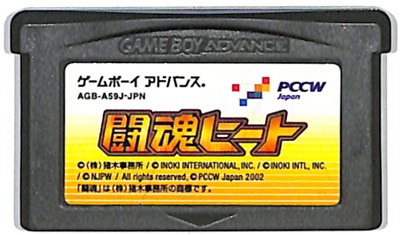 GAME BOY ADVANCE
ゲームボーイ アドバンス®
AGB-A59J-JPN
PCCW
Japan
闘魂ヒート
©(株)猪木事務所 / ©INOKI INTERNATIONAL, INC. / ©INOKI INTL, INC.
©/NJPW / All rights reserved. ©PCCW Japan 2002
「闘魂」は(株)猪木事務所の商標です。